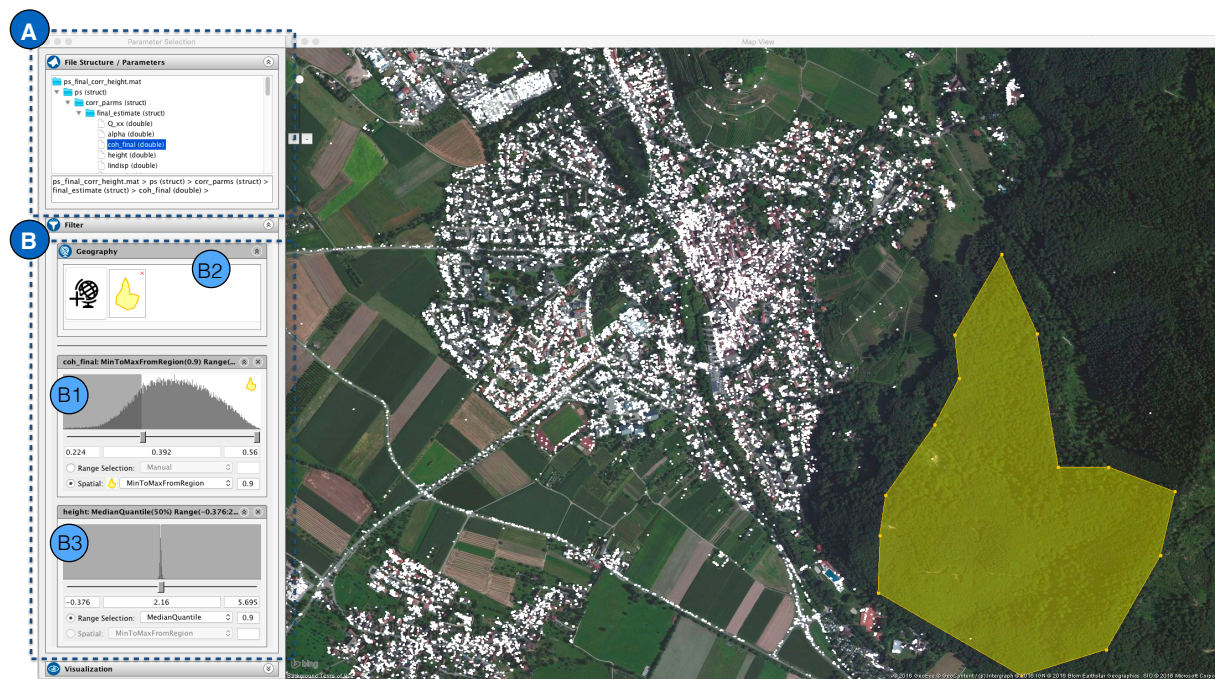 A
Parameter Selection
Map View
File Structure / Parameters
ps_final_corr_height.mat
ps (struct)
corr_parms (struct)
final_estimate (struct)
Q_xx (double)
alpha (double)
coh_final (double)
height (double)
lindisp (double)
ps_final_corr_height.mat > ps (struct) > corr_parms (struct) >
final_estimate (struct) > coh_final (double) >
B
Filter
Geography
B2
coh_final: MinToMaxFromRegion(0.9) Range(...
B1
0.224 0.392 0.56
Range Selection: Manual
Spatial: MinToMaxFromRegion 0.9
height: MedianQuantile(50%) Range(-0.376:2...
B3
-0.376 2.16 5.695
Range Selection: MedianQuantile 0.9
Spatial: MinToMaxFromRegion
Visualization
bing